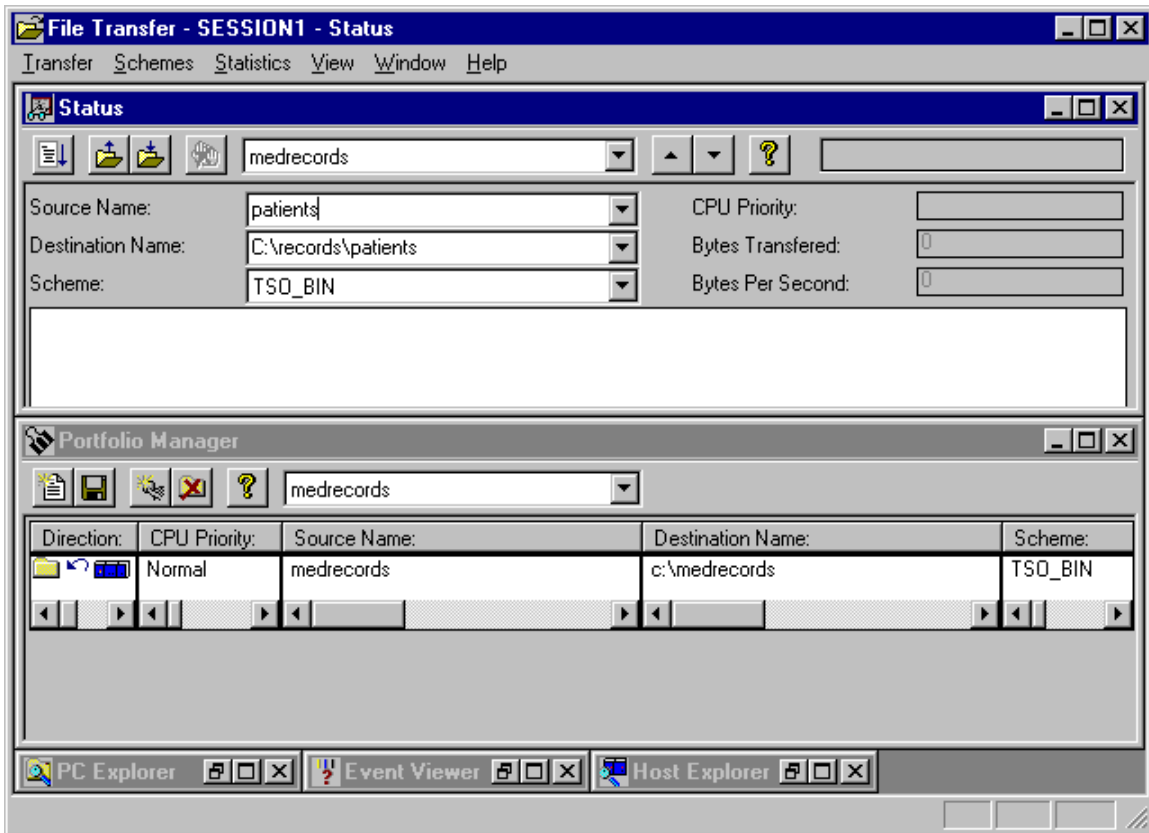 File Transfer - SESSION1 - Status
Transfer Schemes Statistics View Window Help
Status
medrecords
Source Name: patients CPU Priority:
Destination Name: C:\records\patients Bytes Transfered: 0
Scheme: TSO_BIN Bytes Per Second: 0
Portfolio Manager
medrecords
Direction: CPU Priority: Source Name: Destination Name: Scheme:
Normal medrecords c:\medrecords TSO_BIN
PC Explorer Event Viewer Host Explorer